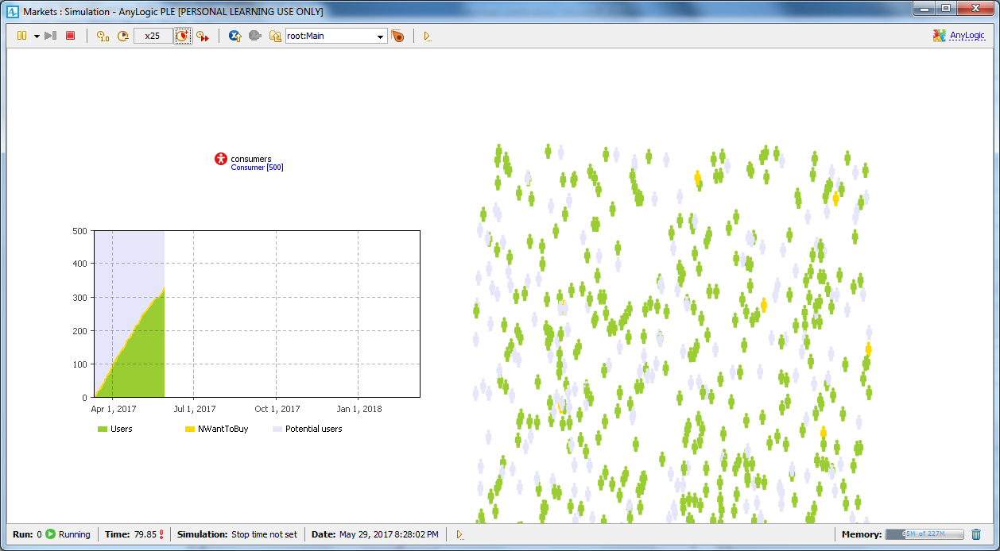 Markets : Simulation - AnyLogic PLE [PERSONAL LEARNING USE ONLY]
1.0 x25 root:Main AnyLogic
consumers
Consumer [500]
500
400
300
200
100
0
Apr 1, 2017 Jul 1, 2017 Oct 1, 2017 Jan 1, 2018
Users NWantToBuy Potential users
Run: 0 Running Time: 79.85 Simulation: Stop time not set Date: May 29, 2017 8:28:02 PM Memory: 65M of 227M